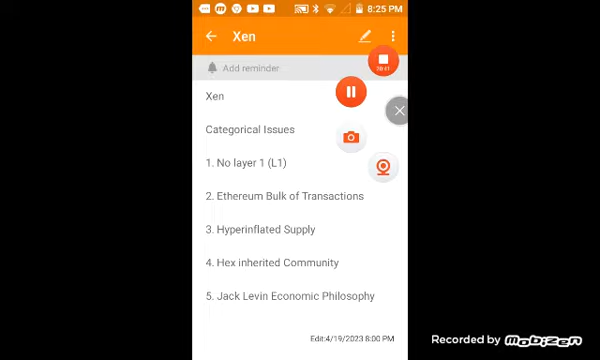 8:25 PM
Xen
Add reminder
Xen
Categorical Issues
1. No layer 1 (L1)
2. Ethereum Bulk of Transactions
3. Hyperinflated Supply
4. Hex inherited Community
5. Jack Levin Economic Philosophy
Edit:4/19/2023 8:00 PM
Recorded by Mobizen